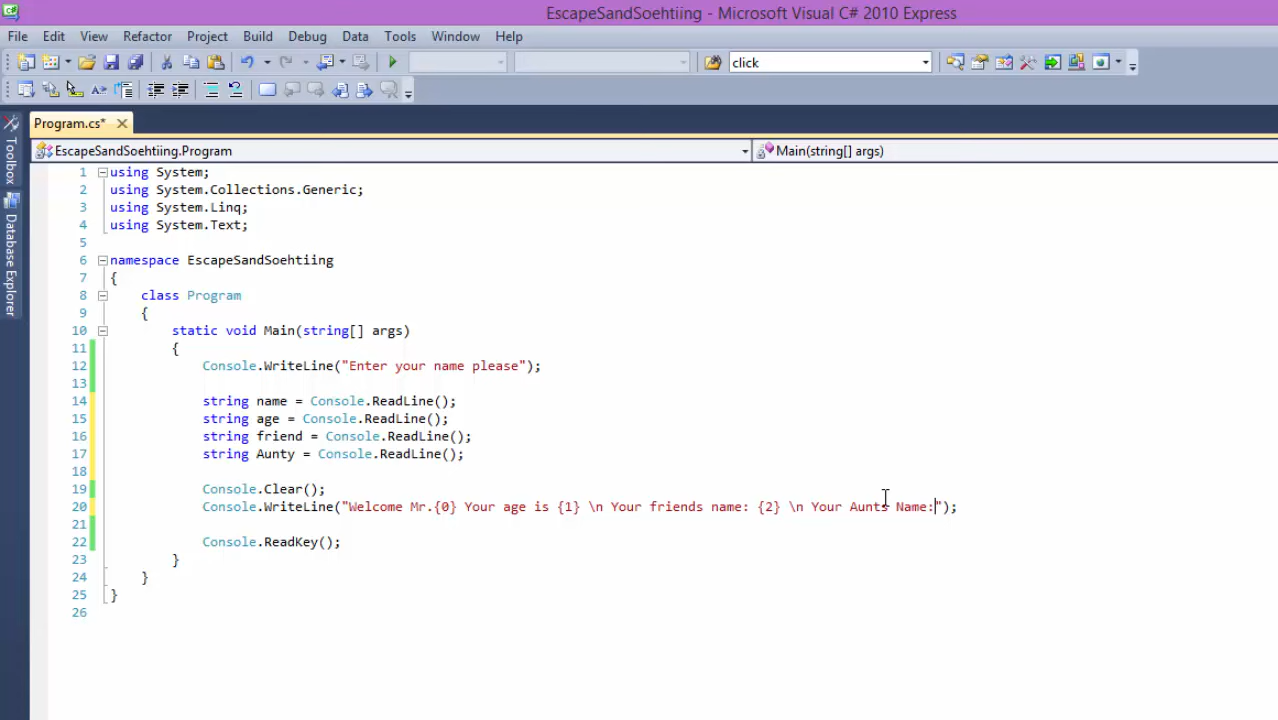 EscapeSandSoehtiing - Microsoft Visual C# 2010 Express
File Edit View Refactor Project Build Debug Data Tools Window Help
click
Program.cs*
EscapeSandSoehtiing.Program Main(string[] args)
Toolbox
Database Explorer
1 using System;
2 using System.Collections.Generic;
3 using System.Linq;
4 using System.Text;
5
6 namespace EscapeSandSoehtiing
7 {
8 class Program
9 {
10 static void Main(string[] args)
11 {
12 Console.WriteLine("Enter your name please");
13
14 string name = Console.ReadLine();
15 string age = Console.ReadLine();
16 string friend = Console.ReadLine();
17 string Aunty = Console.ReadLine();
18
19 Console.Clear();
20 Console.WriteLine("Welcome Mr.{0} Your age is {1} \n Your friends name: {2} \n Your Aunts Name:");
21
22 Console.ReadKey();
23 }
24 }
25 }
26